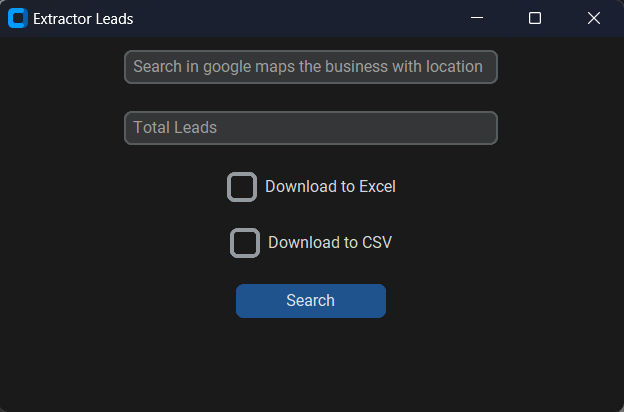 Extractor Leads
Search in google maps the business with location
Total Leads
Download to Excel
Download to CSV
Search